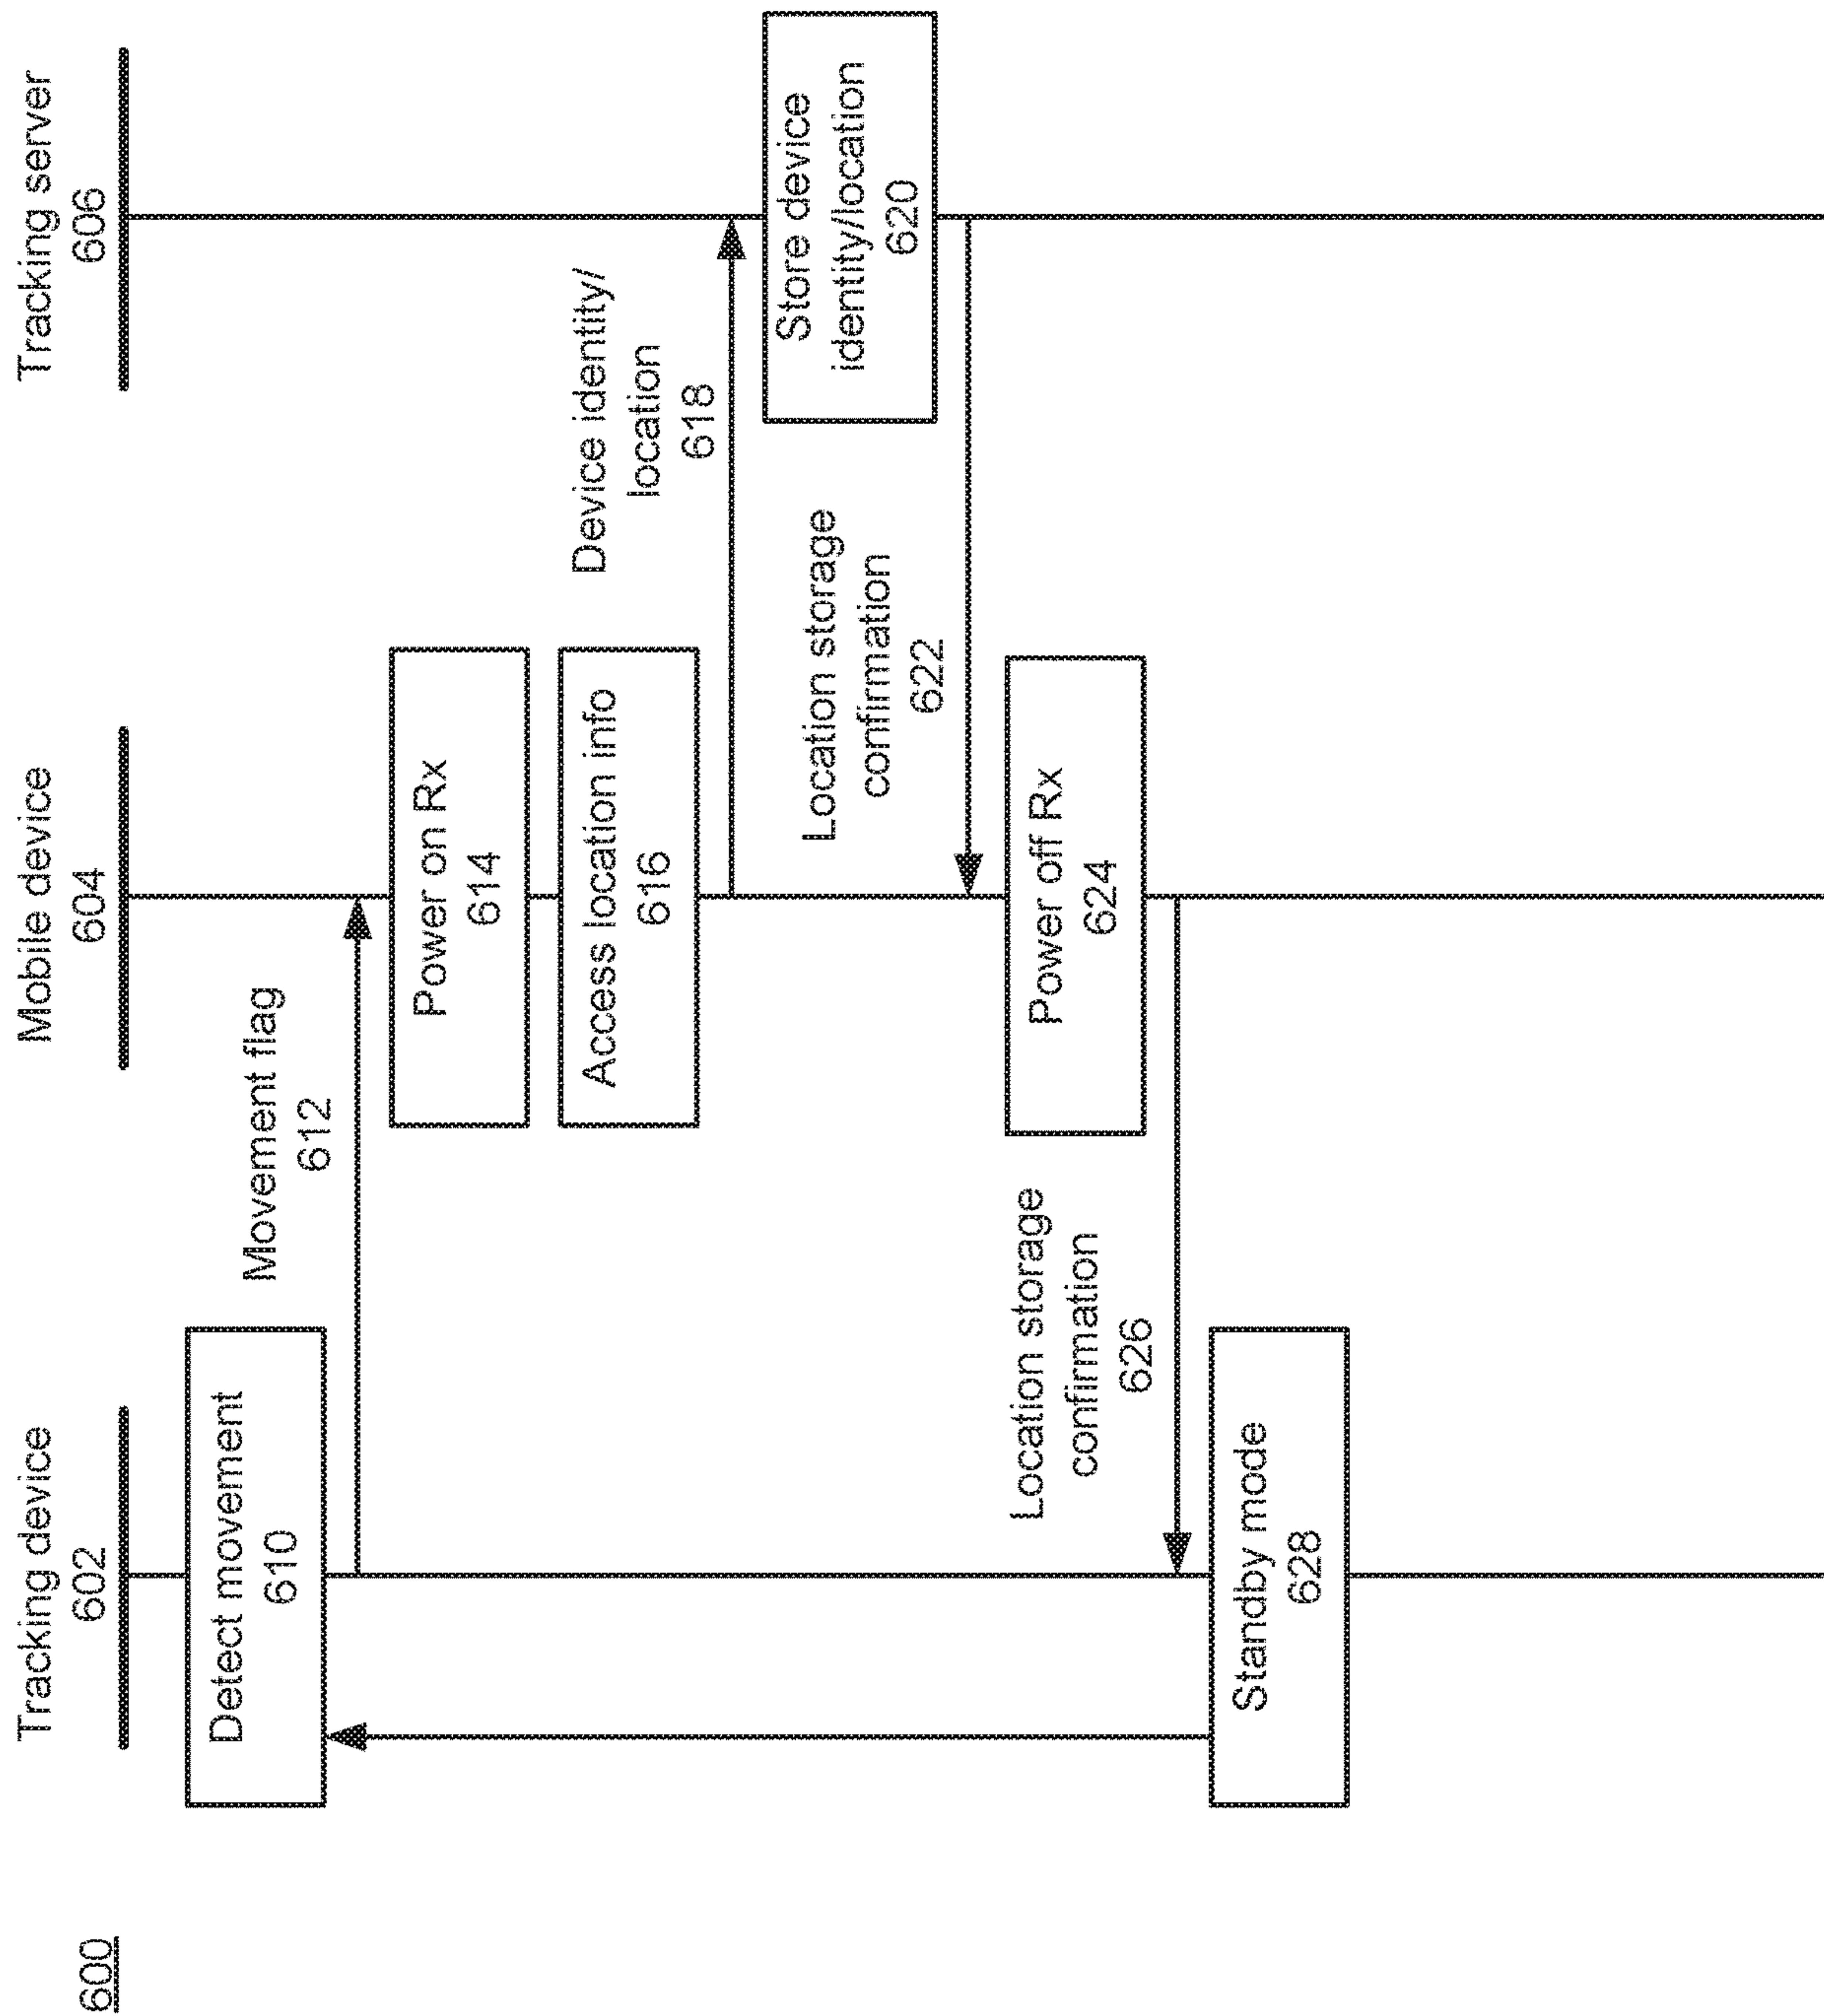 600
Tracking device
602
Mobile device
604
Tracking server
606
Detect movement
610
Movement flag
612
Power on Rx
614
Access location info
616
Device identity/
location
618
Store device
identity/location
620
Location storage
confirmation
622
Power off Rx
624
Location storage
confirmation
626
Standby mode
628